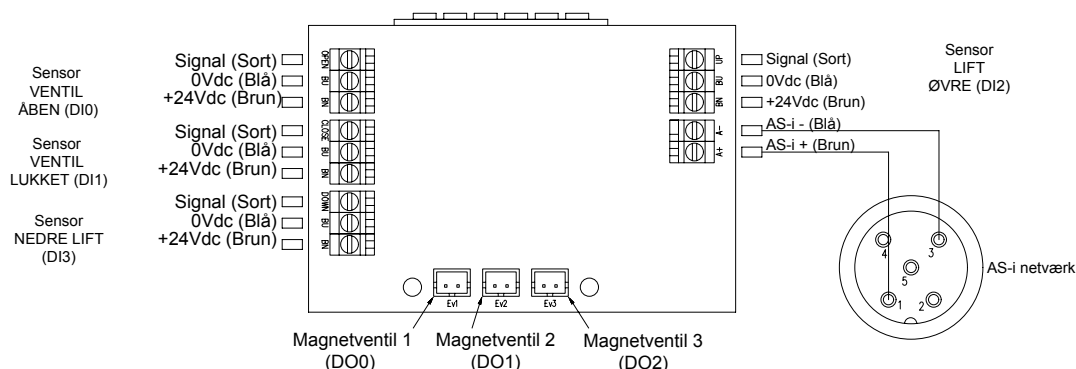 Sensor
VENTIL
ÅBEN (DI0)
Signal (Sort)
0Vdc (Blå)
+24Vdc (Brun)
OPEN
BU
BN
Sensor
VENTIL
LUKKET (DI1)
Signal (Sort)
0Vdc (Blå)
+24Vdc (Brun)
CLOSE
BU
BN
Sensor
NEDRE LIFT
(DI3)
Signal (Sort)
0Vdc (Blå)
+24Vdc (Brun)
DOWN
BU
BN
UP
BU
BN
A-
A+
Signal (Sort)
0Vdc (Blå)
+24Vdc (Brun)
AS-i - (Blå)
AS-i + (Brun)
Sensor
LIFT
ØVRE (DI2)
4
3
5
1
2
AS-i netværk
Ev1
Ev2
Ev3
Magnetventil 1
(DO0)
Magnetventil 2
(DO1)
Magnetventil 3
(DO2)